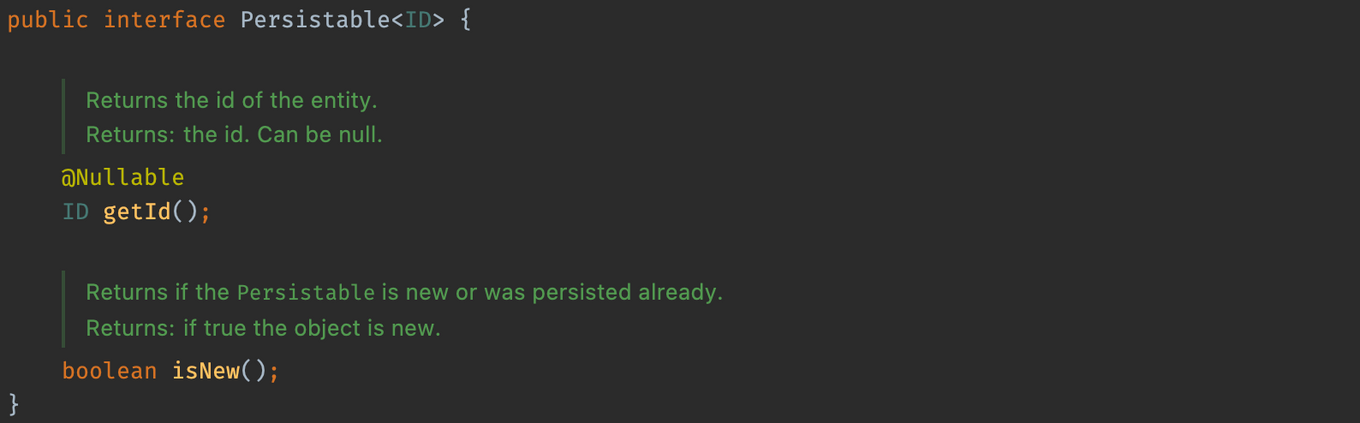 public interface Persistable<ID> {
Returns the id of the entity.
Returns: the id. Can be null.
@Nullable
ID getId();
Returns if the Persistable is new or was persisted already.
Returns: if true the object is new.
boolean isNew();
}